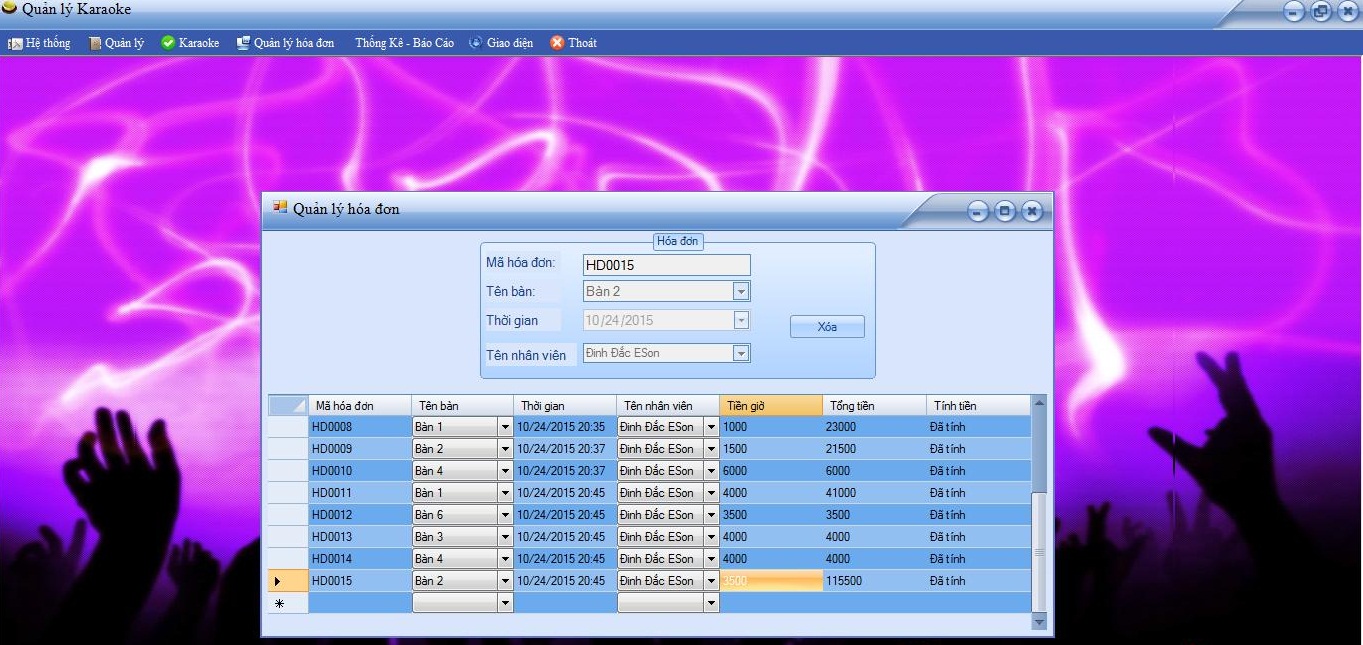 Quản lý Karaoke
Hệ thống Quản lý Karaoke Quản lý hóa đơn Thống Kê - Báo Cáo Giao diện Thoát
Quản lý hóa đơn
Hóa đơn
Mã hóa đơn: HD0015
Tên bàn: Bàn 2
Thời gian 10/24/2015
Xóa
Tên nhân viên Đinh Đắc ESon
Mã hóa đơn Tên bàn Thời gian Tên nhân viên Tiền giờ Tổng tiền Tính tiền
HD0008 Bàn 1 10/24/2015 20:35 Đinh Đắc ESon 1000 23000 Đã tính
HD0009 Bàn 2 10/24/2015 20:37 Đinh Đắc ESon 1500 21500 Đã tính
HD0010 Bàn 4 10/24/2015 20:37 Đinh Đắc ESon 6000 6000 Đã tính
HD0011 Bàn 1 10/24/2015 20:45 Đinh Đắc ESon 4000 41000 Đã tính
HD0012 Bàn 6 10/24/2015 20:45 Đinh Đắc ESon 3500 3500 Đã tính
HD0013 Bàn 3 10/24/2015 20:45 Đinh Đắc ESon 4000 4000 Đã tính
HD0014 Bàn 4 10/24/2015 20:45 Đinh Đắc ESon 4000 4000 Đã tính
HD0015 Bàn 2 10/24/2015 20:45 Đinh Đắc ESon 3500 115500 Đã tính